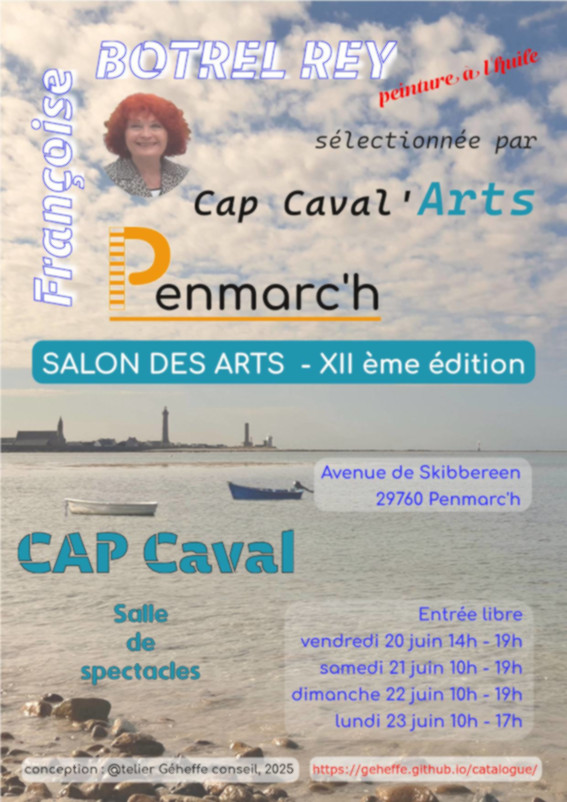 Françoise
BOTREL REY
peinture à l'huile
sélectionnée par
Cap Caval'Arts
Penmarc'h
SALON DES ARTS - XII ème édition
Avenue de Skibbereen
29760 Penmarc'h
CAP Caval
Salle
de
spectacles
Entrée libre
vendredi 20 juin 14h - 19h
samedi 21 juin 10h - 19h
dimanche 22 juin 10h - 19h
lundi 23 juin 10h - 17h
conception : @telier Géheffe conseil, 2025
https://geheffe.github.io/catalogue/